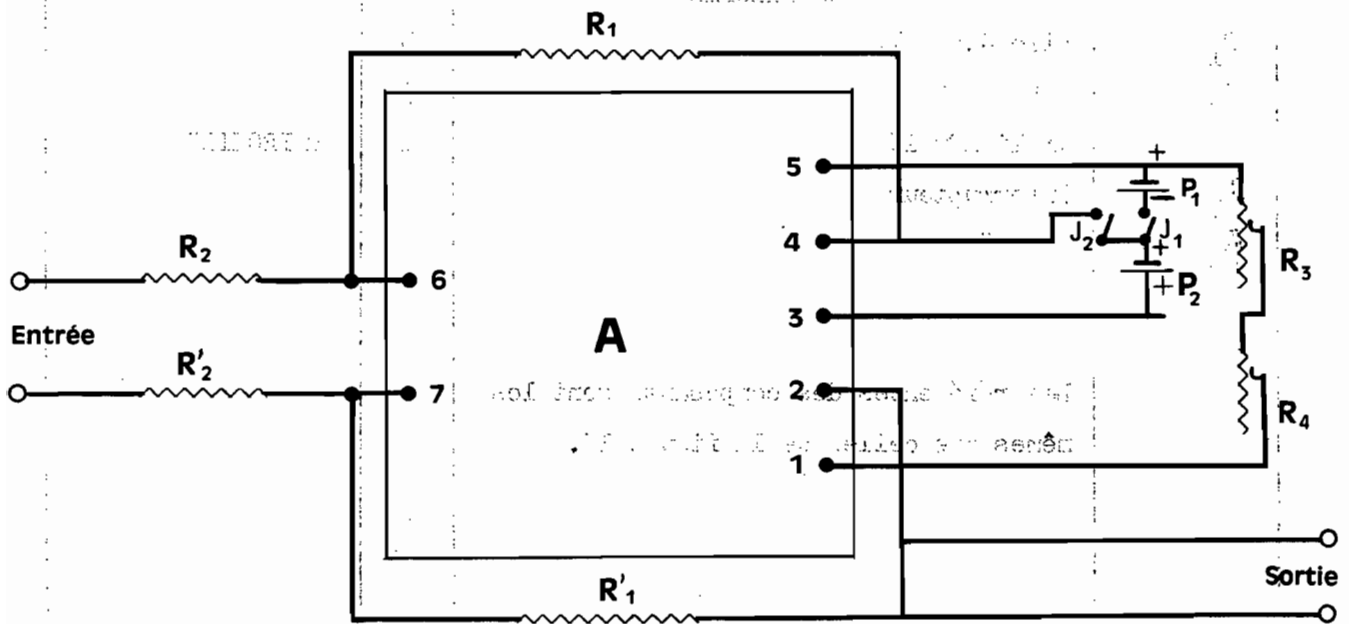 R₁
5
+
P₁
4
J₂
J₁
R₂
+
R₃
6
3
+P₂
Entrée
A
R'₂
7
2
R₄
1
Sortie
R'₁